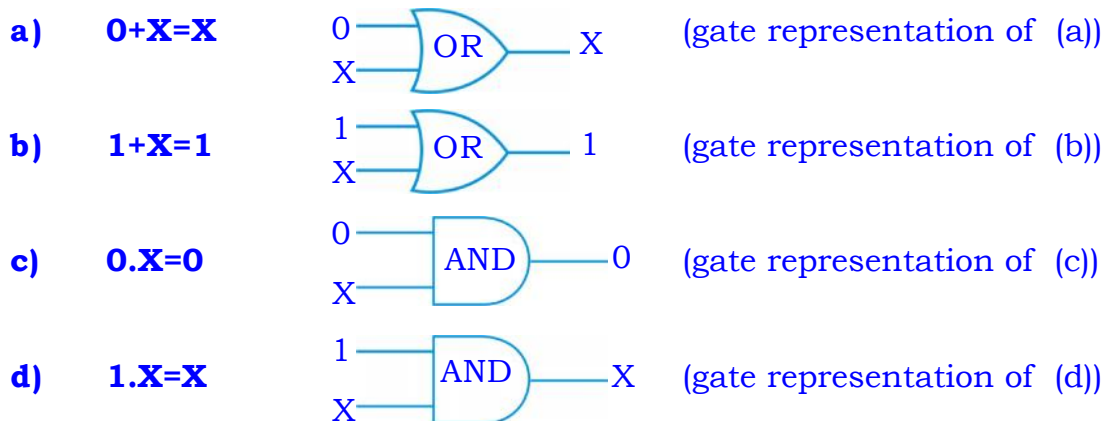 a) 0+X=X 0 X OR X (gate representation of (a))
b) 1+X=1 1 X OR 1 (gate representation of (b))
c) 0.X=0 0 X AND 0 (gate representation of (c))
d) 1.X=X 1 X AND X (gate representation of (d))